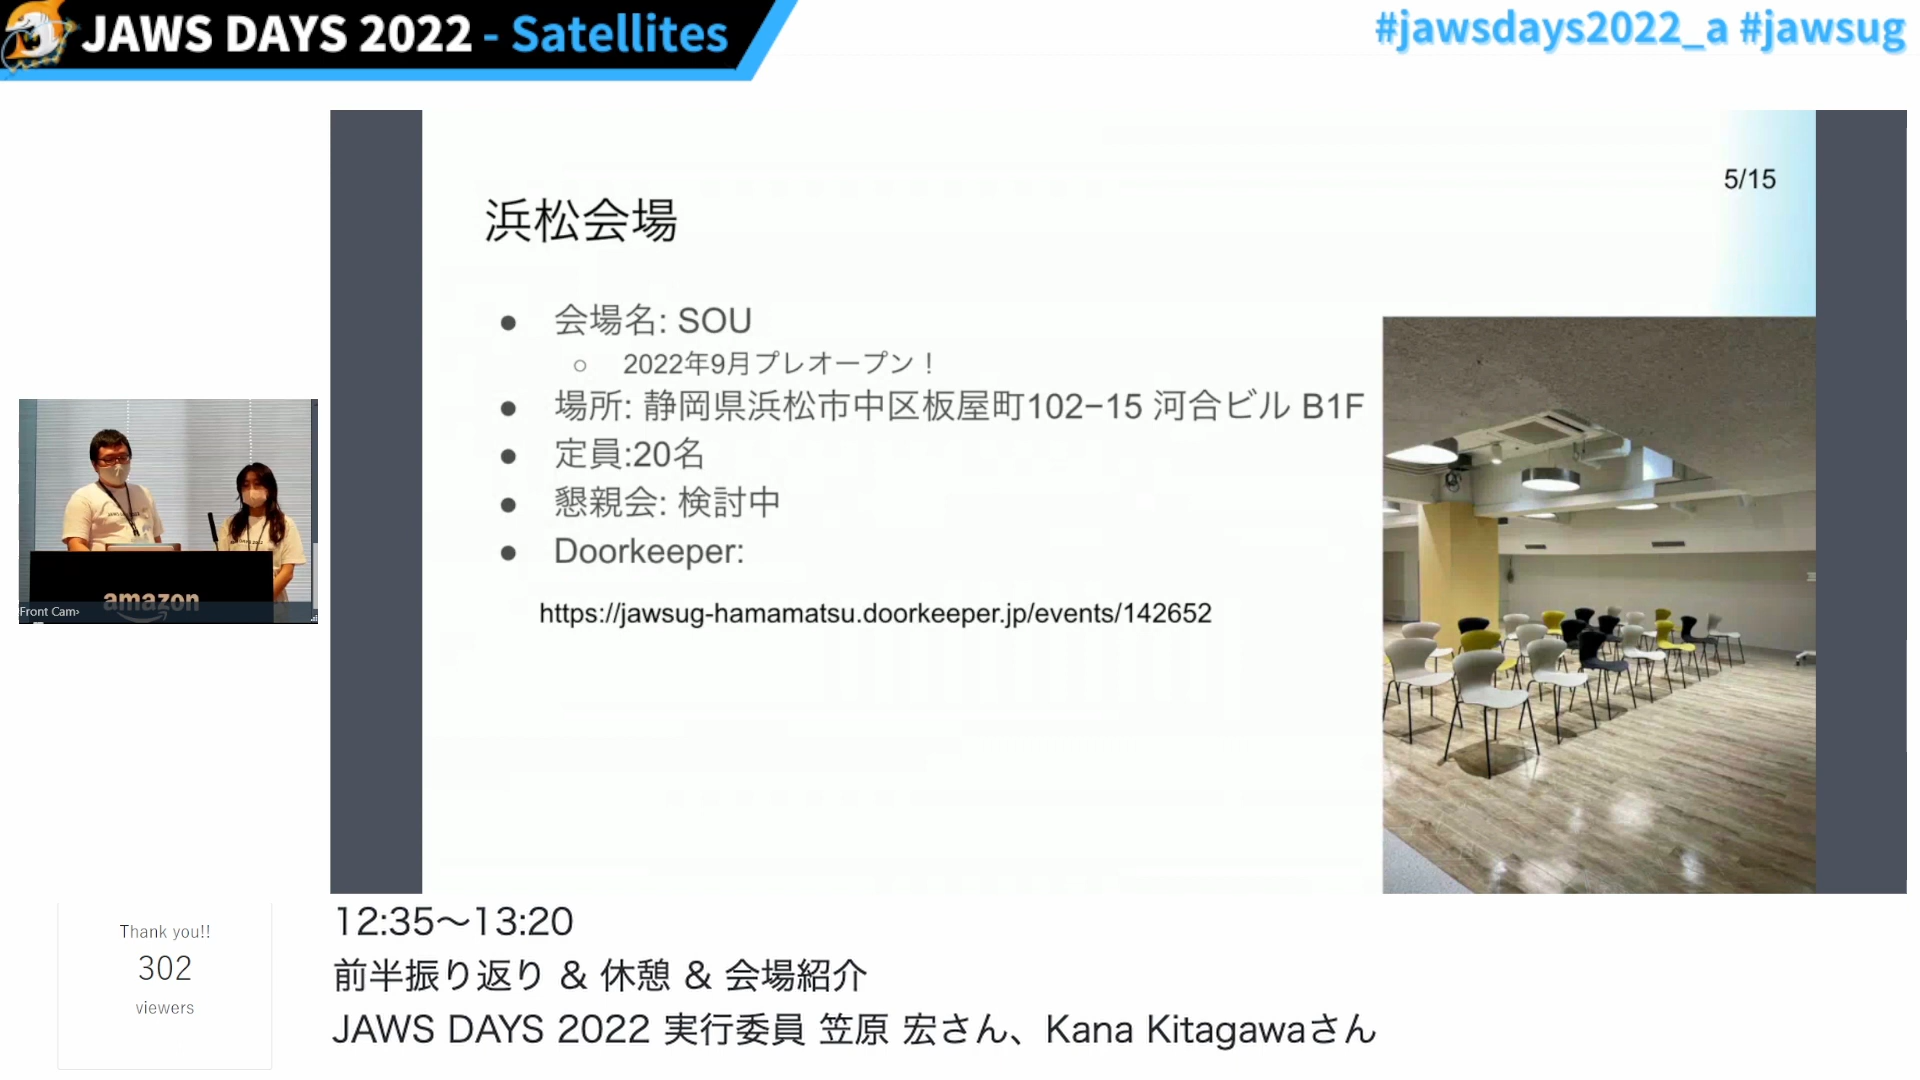 JAWS DAYS 2022 - Satellites
#jawsdays2022_a #jawsug
5/15
浜松会場
● 会場名: SOU
○ 2022年9月プレオープン！
● 場所: 静岡県浜松市中区板屋町102−15 河合ビル B1F
● 定員:20名
● 懇親会: 検討中
● Doorkeeper:
https://jawsug-hamamatsu.doorkeeper.jp/events/142652
amazon
Front Cam›
Thank you!!
302
viewers
12:35〜13:20
前半振り返り & 休憩 & 会場紹介
JAWS DAYS 2022 実行委員 笠原 宏さん、Kana Kitagawaさん